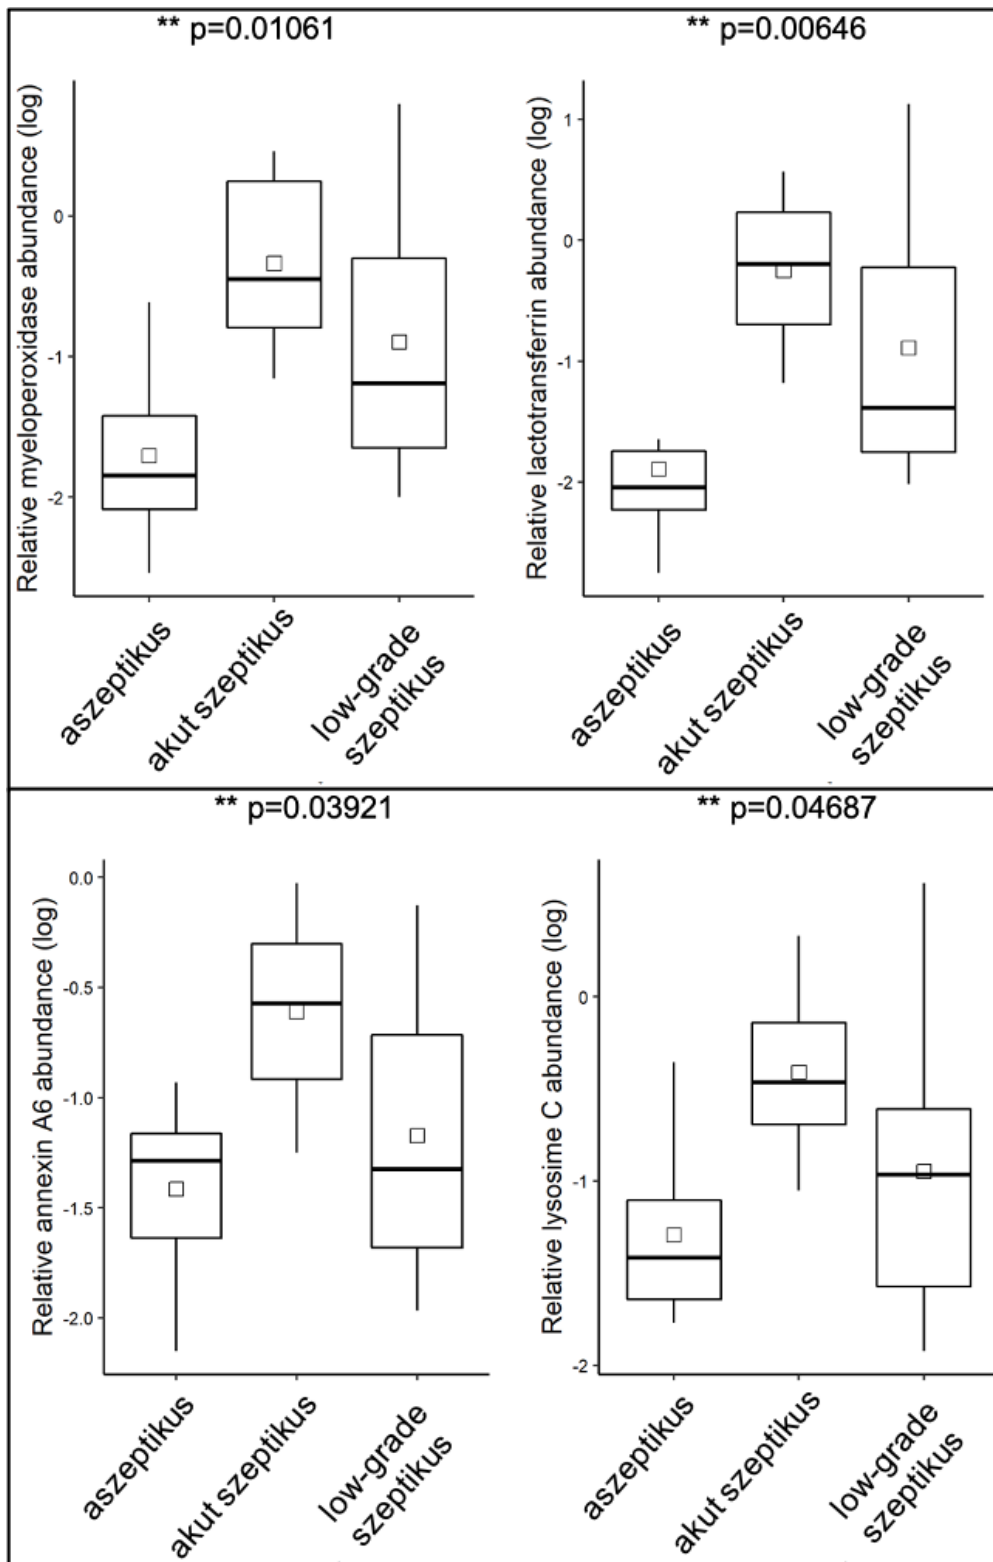 ** p=0.01061
** p=0.00646
Relative myeloperoxidase abundance (log)
0
-1
-2
aszeptikus
akut szeptikus
low-grade
szeptikus
Relative lactotransferrin abundance (log)
1
0
-1
-2
aszeptikus
akut szeptikus
low-grade
szeptikus
** p=0.03921
** p=0.04687
Relative annexin A6 abundance (log)
0.0
-0.5
-1.0
-1.5
-2.0
aszeptikus
akut szeptikus
low-grade
szeptikus
Relative lysosime C abundance (log)
0
-1
-2
aszeptikus
akut szeptikus
low-grade
szeptikus